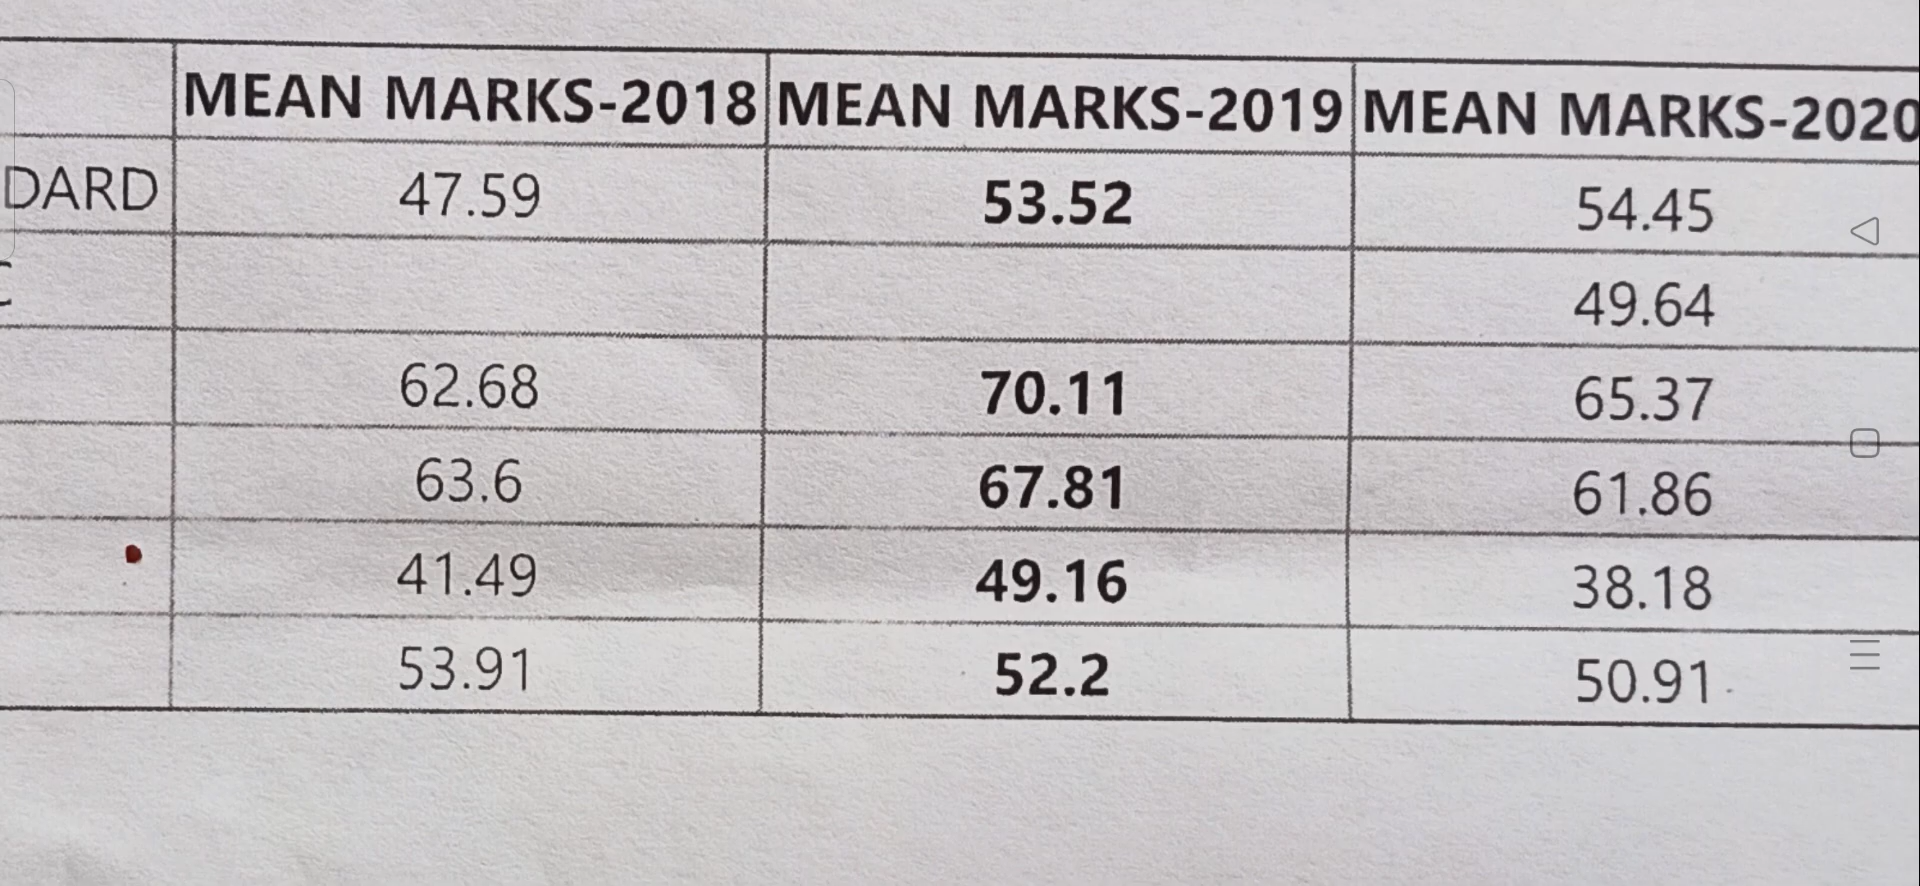 MEAN MARKS-2018 MEAN MARKS-2019 MEAN MARKS-2020
DARD 47.59 53.52 54.45
49.64
62.68 70.11 65.37
63.6 67.81 61.86
41.49 49.16 38.18
53.91 52.2 50.91